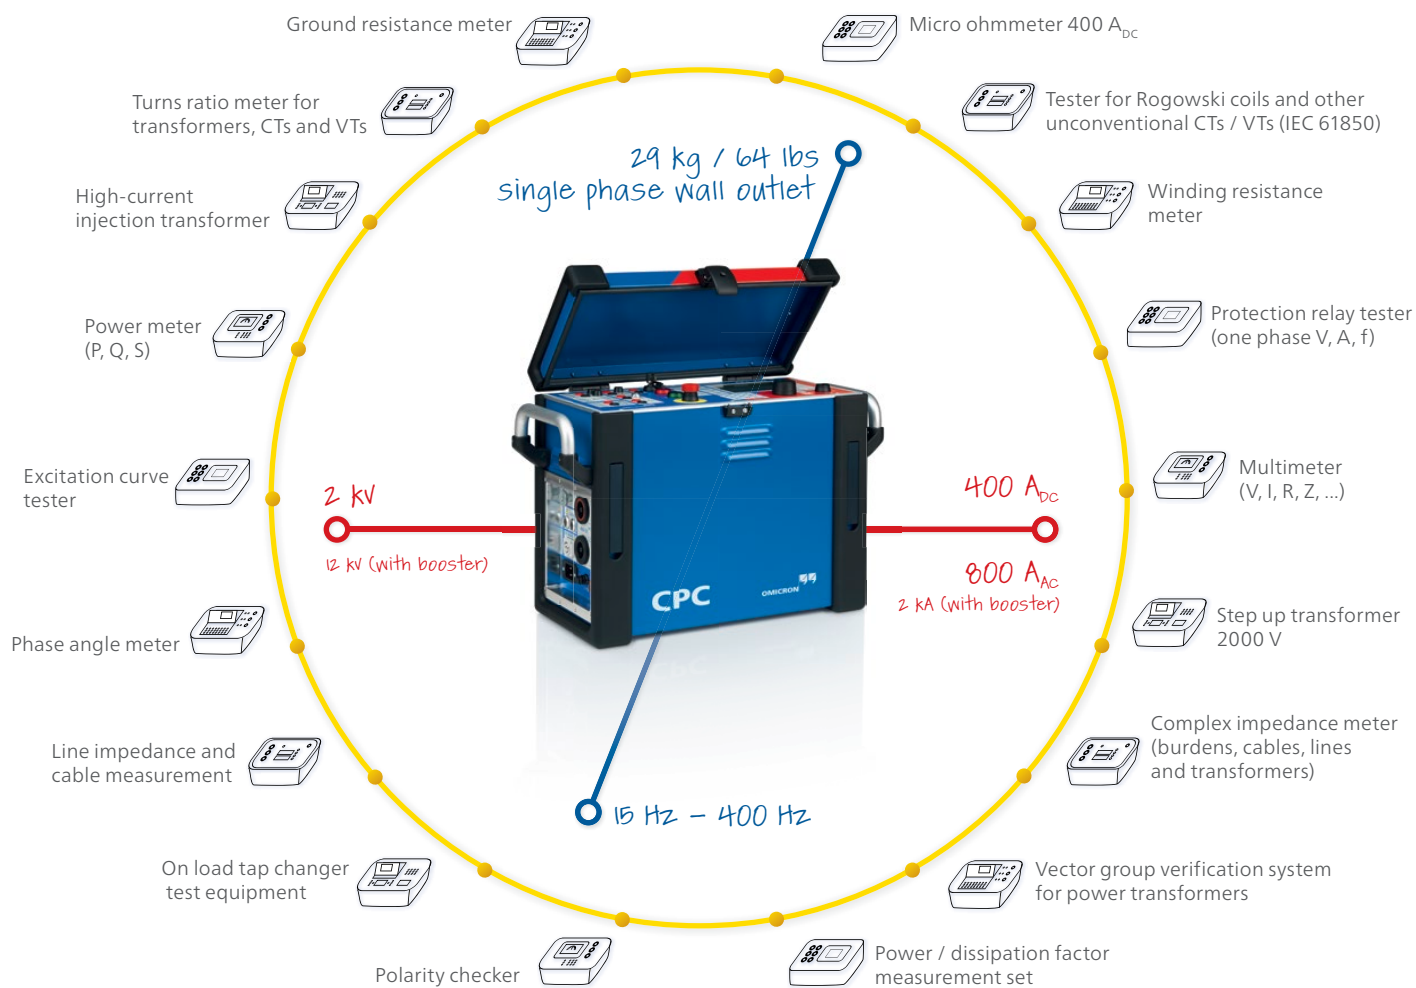 Ground resistance meter
Micro ohmmeter 400 A_DC
Turns ratio meter for
transformers, CTs and VTs
Tester for Rogowski coils and other
unconventional CTs / VTs (IEC 61850)
29 kg / 64 lbs
single phase wall outlet
High-current
injection transformer
Winding resistance
meter
Power meter
(P, Q, S)
Protection relay tester
(one phase V, A, f)
Excitation curve
tester
2 kV
12 kV (with booster)
400 A_DC
800 A_AC
2 kA (with booster)
Multimeter
(V, I, R, Z, ...)
CPC
OMICRON
Phase angle meter
Step up transformer
2000 V
Line impedance and
cable measurement
Complex impedance meter
(burdens, cables, lines
and transformers)
15 Hz – 400 Hz
On load tap changer
test equipment
Vector group verification system
for power transformers
Polarity checker
Power / dissipation factor
measurement set